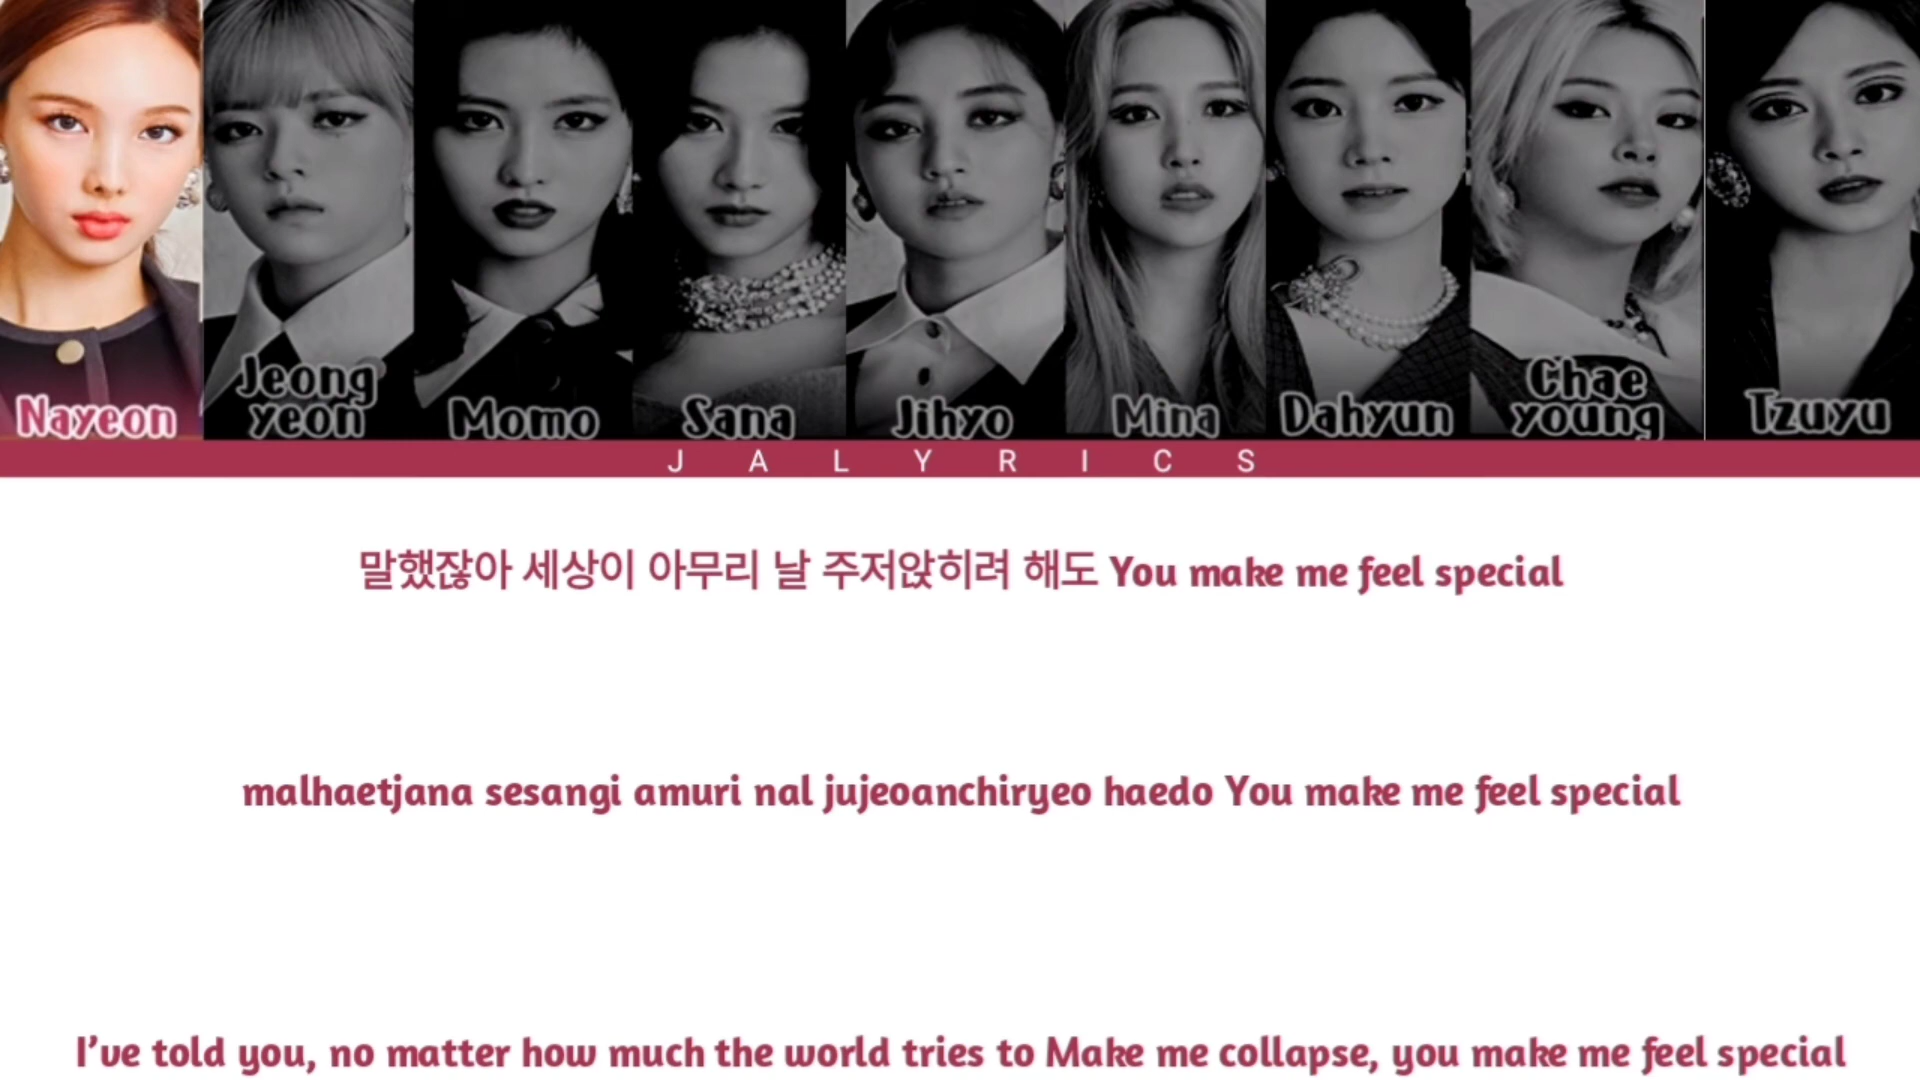 Nayeon
Jeong
yeon
Momo
Sana
Jihyo
Mina
Dahyun
Chae
young
Tzuyu
J A L Y R I C S
말했잖아 세상이 아무리 날 주저앉히려 해도 You make me feel special
malhaetjana sesangi amuri nal jujeoanchiryeo haedo You make me feel special
I've told you, no matter how much the world tries to Make me collapse, you make me feel special